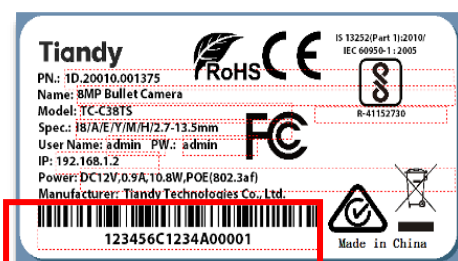 Tiandy
RoHS
CE
IS 13252(Part 1):2010/
IEC 60950-1 : 2005
R-41152730
PN.: 1D.20010.001375
Name: 8MP Bullet Camera
Model: TC-C38TS
Spec.: I8/A/E/Y/M/H/2.7-13.5mm
User Name: admin PW.: admin
FC
IP: 192.168.1.2
Power: DC12V,0.9A,10.8W,POE(802.3af)
Manufacturer: Tiandy Technologies Co., Ltd.
123456C1234A00001
Made in China